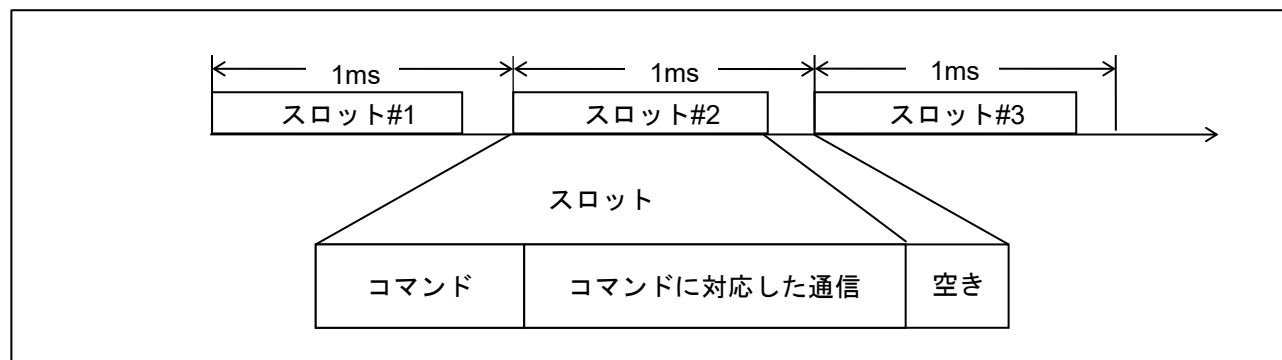 1ms 1ms 1ms
スロット#1 スロット#2 スロット#3
スロット
コマンド コマンドに対応した通信 空き